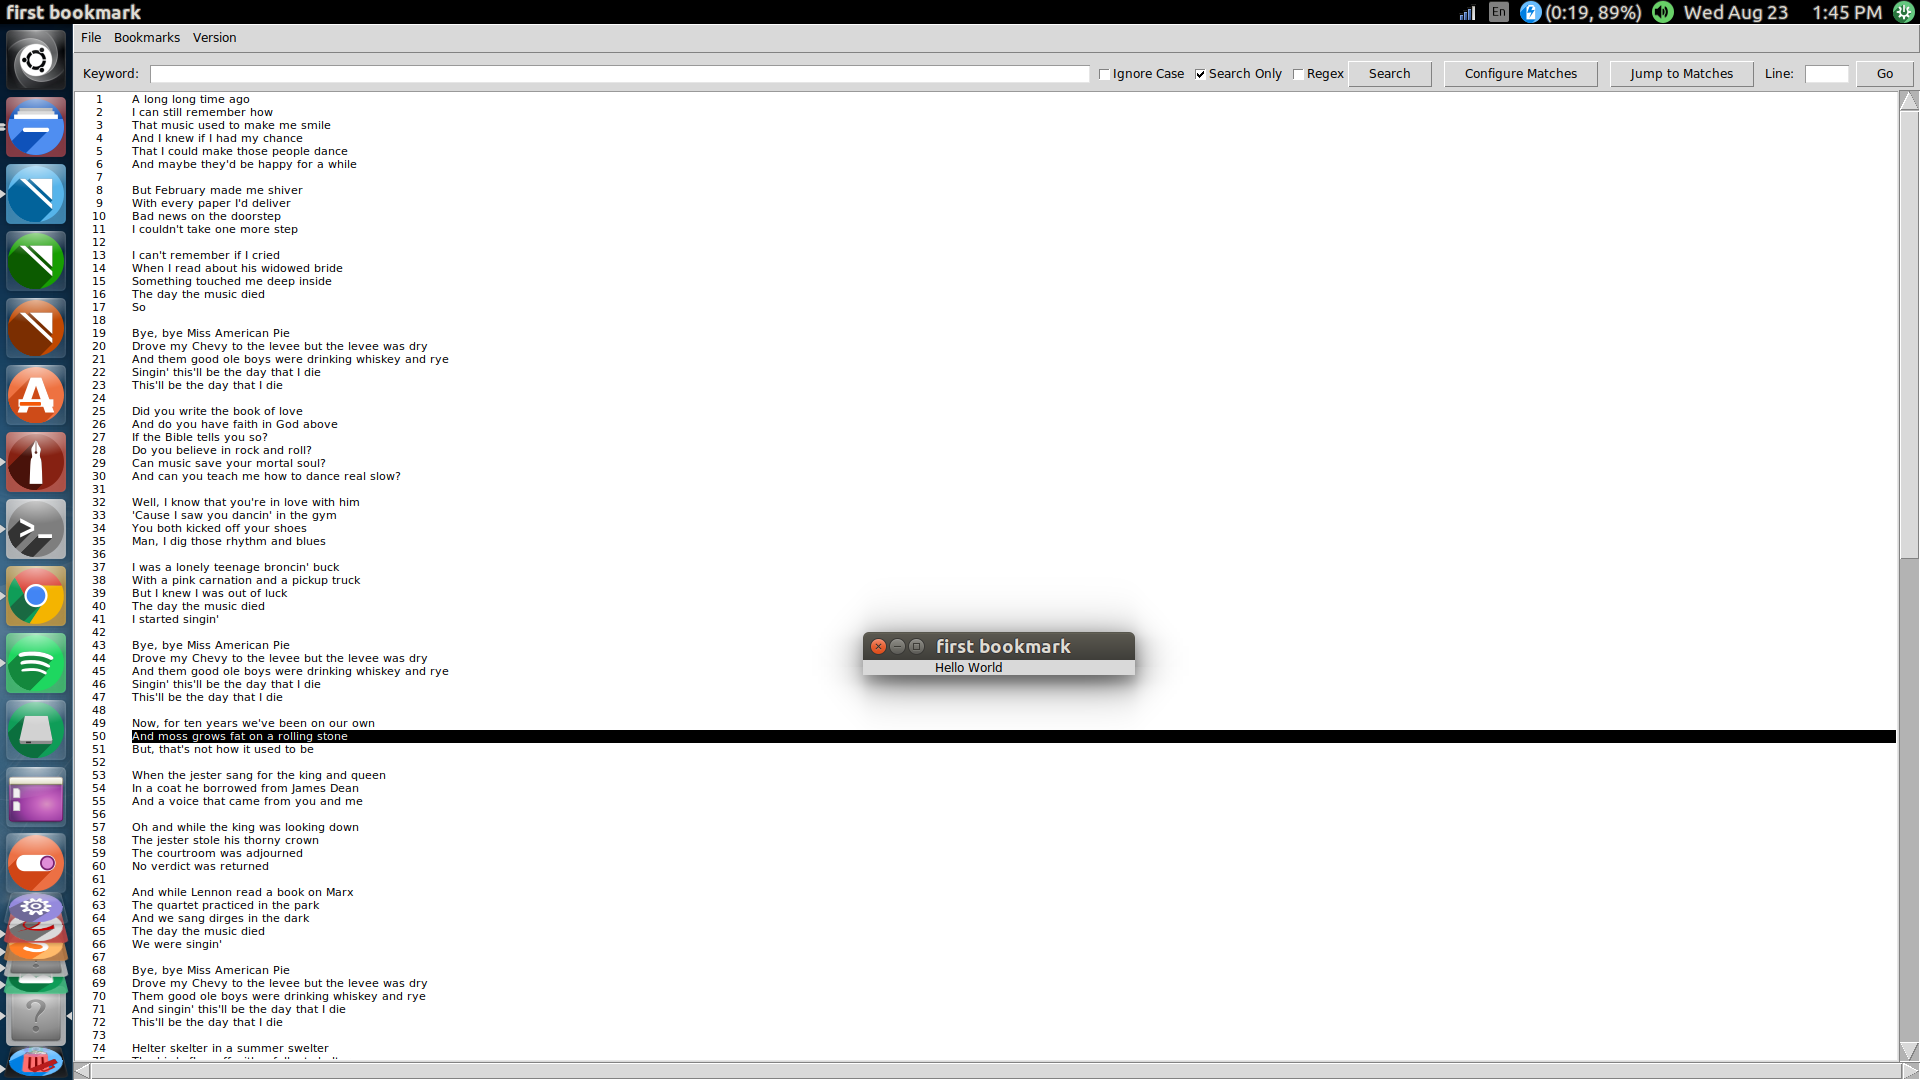 first bookmark
En (0:19, 89%) Wed Aug 23 1:45 PM
File Bookmarks Version
Keyword: Ignore Case Search Only Regex Search Configure Matches Jump to Matches Line: Go
1 A long long time ago
2 I can still remember how
3 That music used to make me smile
4 And I knew if I had my chance
5 That I could make those people dance
6 And maybe they'd be happy for a while
7
8 But February made me shiver
9 With every paper I'd deliver
10 Bad news on the doorstep
11 I couldn't take one more step
12
13 I can't remember if I cried
14 When I read about his widowed bride
15 Something touched me deep inside
16 The day the music died
17 So
18
19 Bye, bye Miss American Pie
20 Drove my Chevy to the levee but the levee was dry
21 And them good ole boys were drinking whiskey and rye
22 Singin' this'll be the day that I die
23 This'll be the day that I die
24
25 Did you write the book of love
26 And do you have faith in God above
27 If the Bible tells you so?
28 Do you believe in rock and roll?
29 Can music save your mortal soul?
30 And can you teach me how to dance real slow?
31
32 Well, I know that you're in love with him
33 'Cause I saw you dancin' in the gym
34 You both kicked off your shoes
35 Man, I dig those rhythm and blues
36
37 I was a lonely teenage broncin' buck
38 With a pink carnation and a pickup truck
39 But I knew I was out of luck
40 The day the music died
41 I started singin'
42
43 Bye, bye Miss American Pie
44 Drove my Chevy to the levee but the levee was dry
45 And them good ole boys were drinking whiskey and rye
46 Singin' this'll be the day that I die
47 This'll be the day that I die
48
49 Now, for ten years we've been on our own
50 And moss grows fat on a rolling stone
51 But, that's not how it used to be
52
53 When the jester sang for the king and queen
54 In a coat he borrowed from James Dean
55 And a voice that came from you and me
56
57 Oh and while the king was looking down
58 The jester stole his thorny crown
59 The courtroom was adjourned
60 No verdict was returned
61
62 And while Lennon read a book on Marx
63 The quartet practiced in the park
64 And we sang dirges in the dark
65 The day the music died
66 We were singin'
67
68 Bye, bye Miss American Pie
69 Drove my Chevy to the levee but the levee was dry
70 Them good ole boys were drinking whiskey and rye
71 And singin' this'll be the day that I die
72 This'll be the day that I die
73
74 Helter skelter in a summer swelter
first bookmark
Hello World